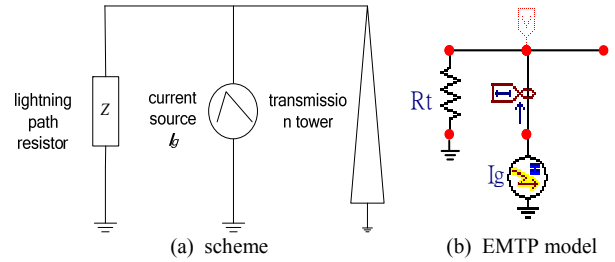 lightning
path
resistor
Z
current
source
Ig
transmissio
n tower
(a) scheme
Rt
Ig
(b) EMTP model